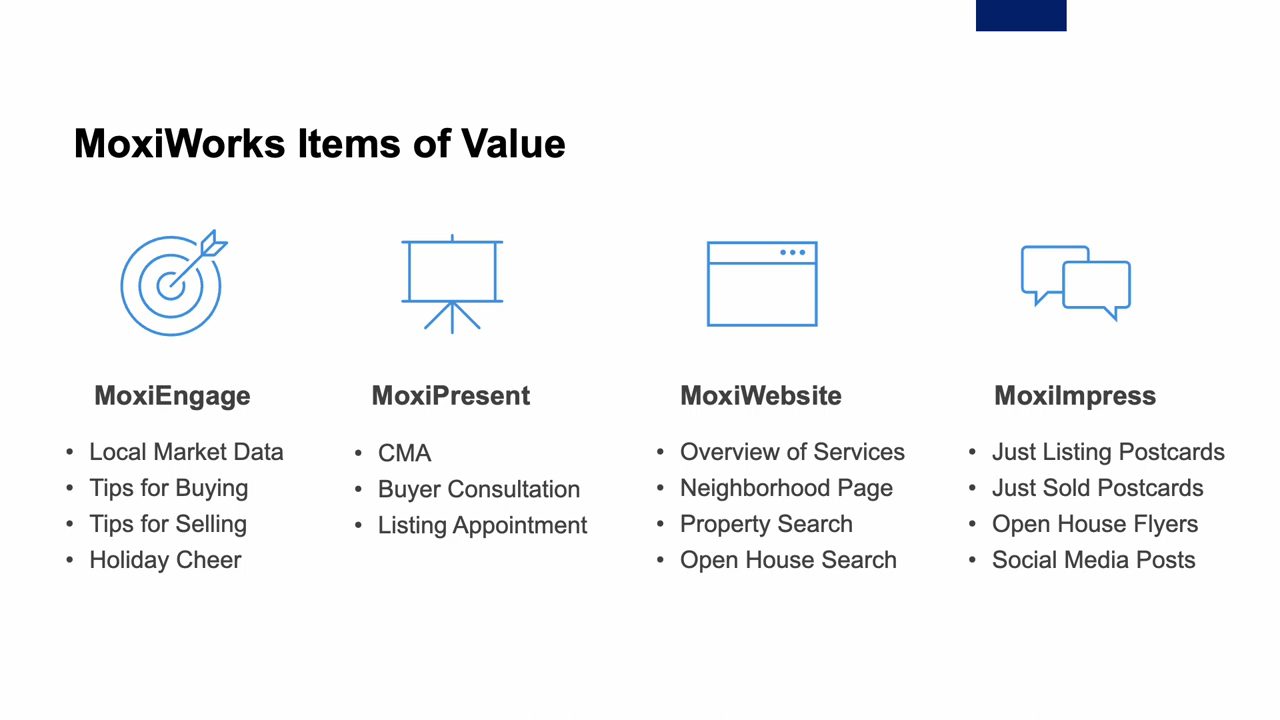 MoxiWorks Items of Value
MoxiEngage
• Local Market Data
• Tips for Buying
• Tips for Selling
• Holiday Cheer
MoxiPresent
• CMA
• Buyer Consultation
• Listing Appointment
MoxiWebsite
• Overview of Services
• Neighborhood Page
• Property Search
• Open House Search
MoxiImpress
• Just Listing Postcards
• Just Sold Postcards
• Open House Flyers
• Social Media Posts